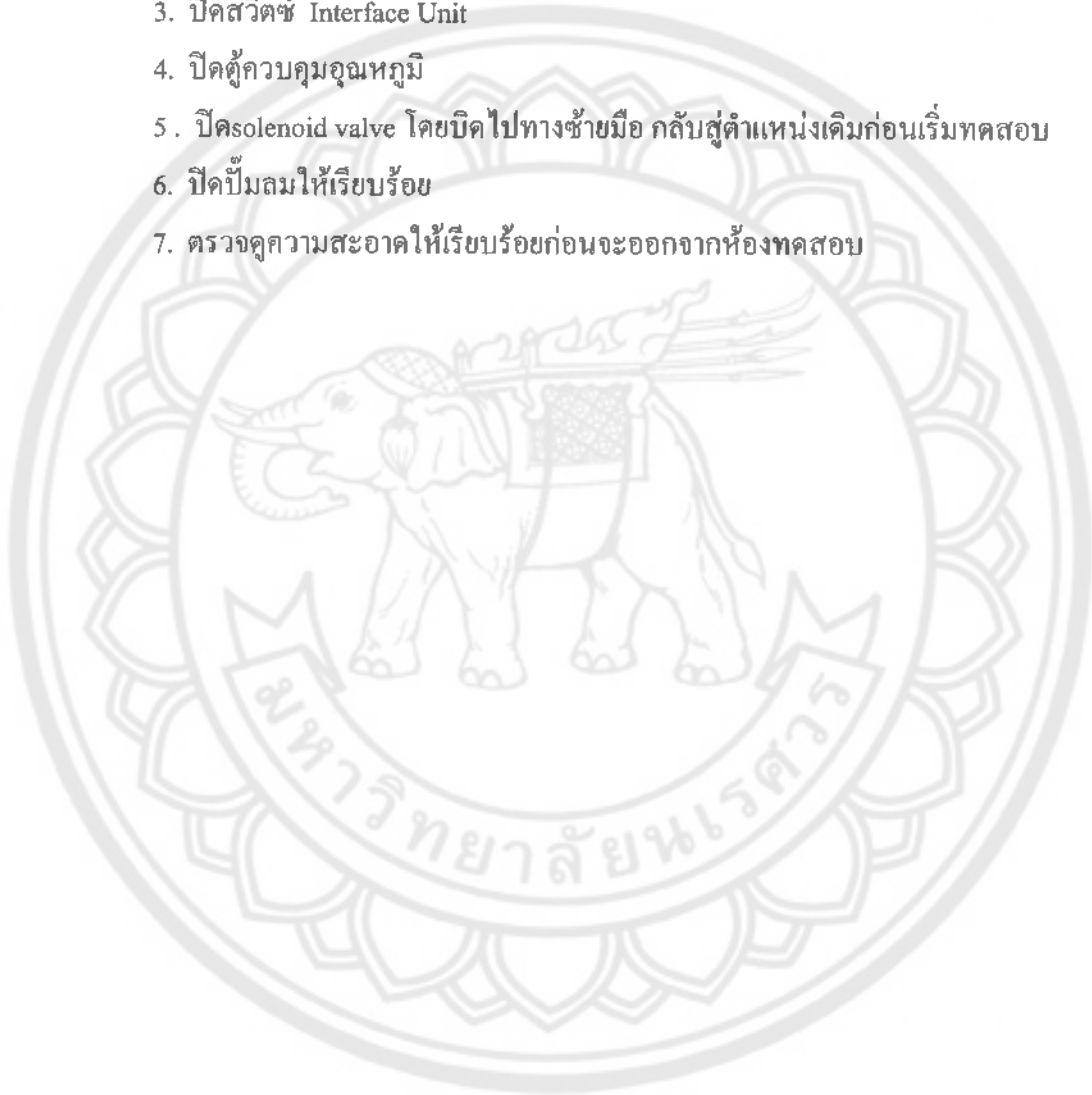 3. ปิดสวิตซ์ Interface Unit
4. ปิดตู้ควบคุมอุณหภูมิ
5. ปิดsolenoid valve โดยบิดไปทางซ้ายมือ กลับสู่ตำแหน่งเดิมก่อนเริ่มทดสอบ
6. ปิดปั๊มลมให้เรียบร้อย
7. ตรวจดูความสะอาดให้เรียบร้อยก่อนจะออกจากห้องทดสอบ
มหาวิทยาลัยนเรศวร